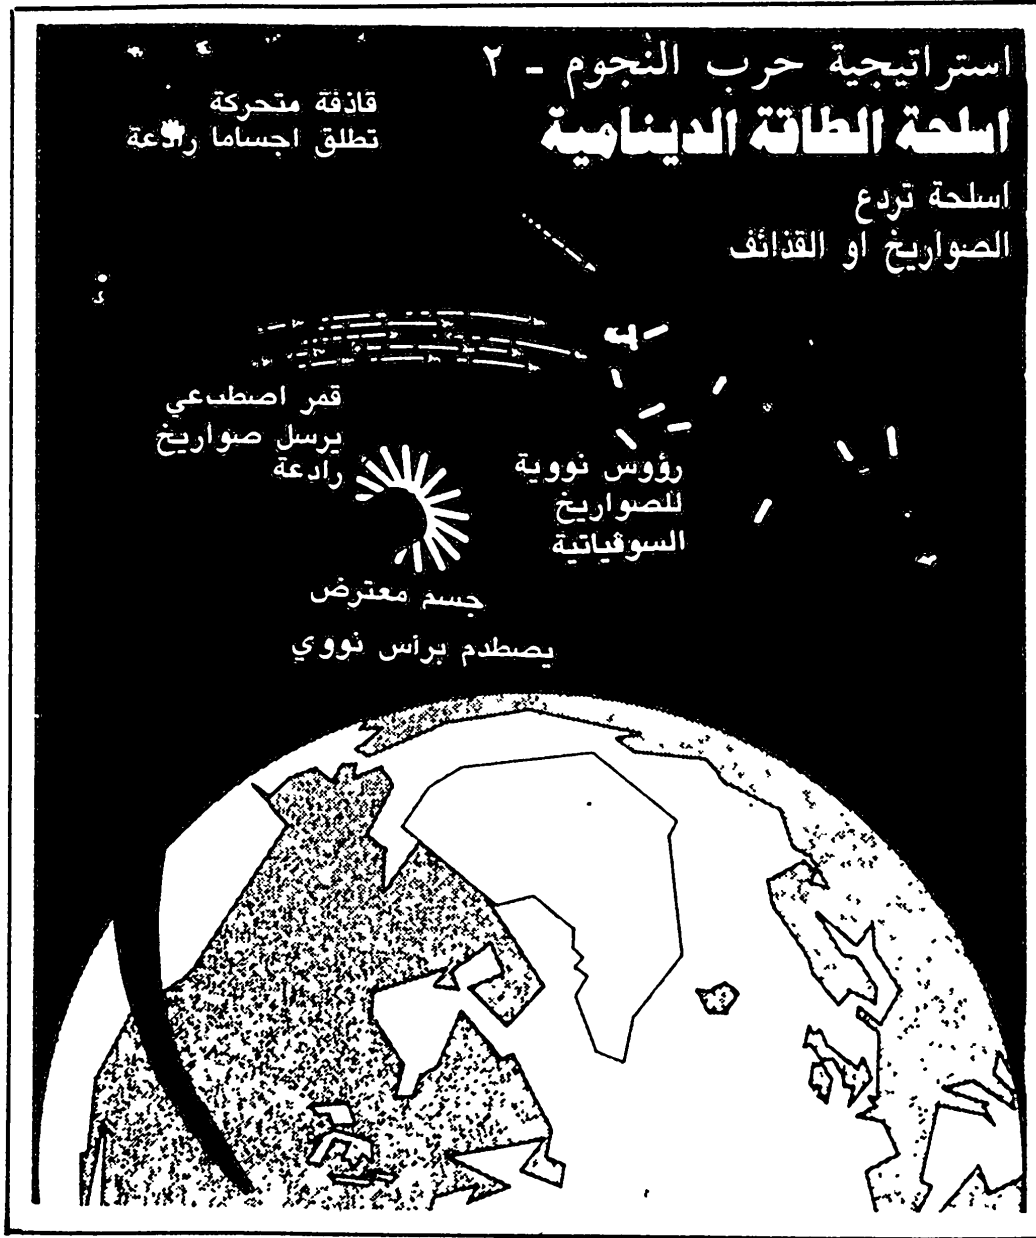 استراتيجية حرب النجوم - ٢
اسلحة الطاقة الدينامية
اسلحة تردع
الصواريخ او القذائف
قاذفة متحركة
تطلق اجساما رادعة
قمر اصطناعي
يرسل صواريخ
رادعة
رؤوس نووية
للصواريخ
السوفياتية
جسم معترض
يصطدم برأس نووي